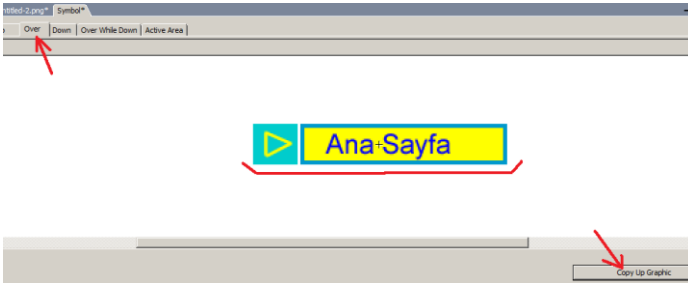 ntitled-2.png* Symbol*
p Over Down Over While Down Active Area
Ana-Sayfa
Copy Up Graphic